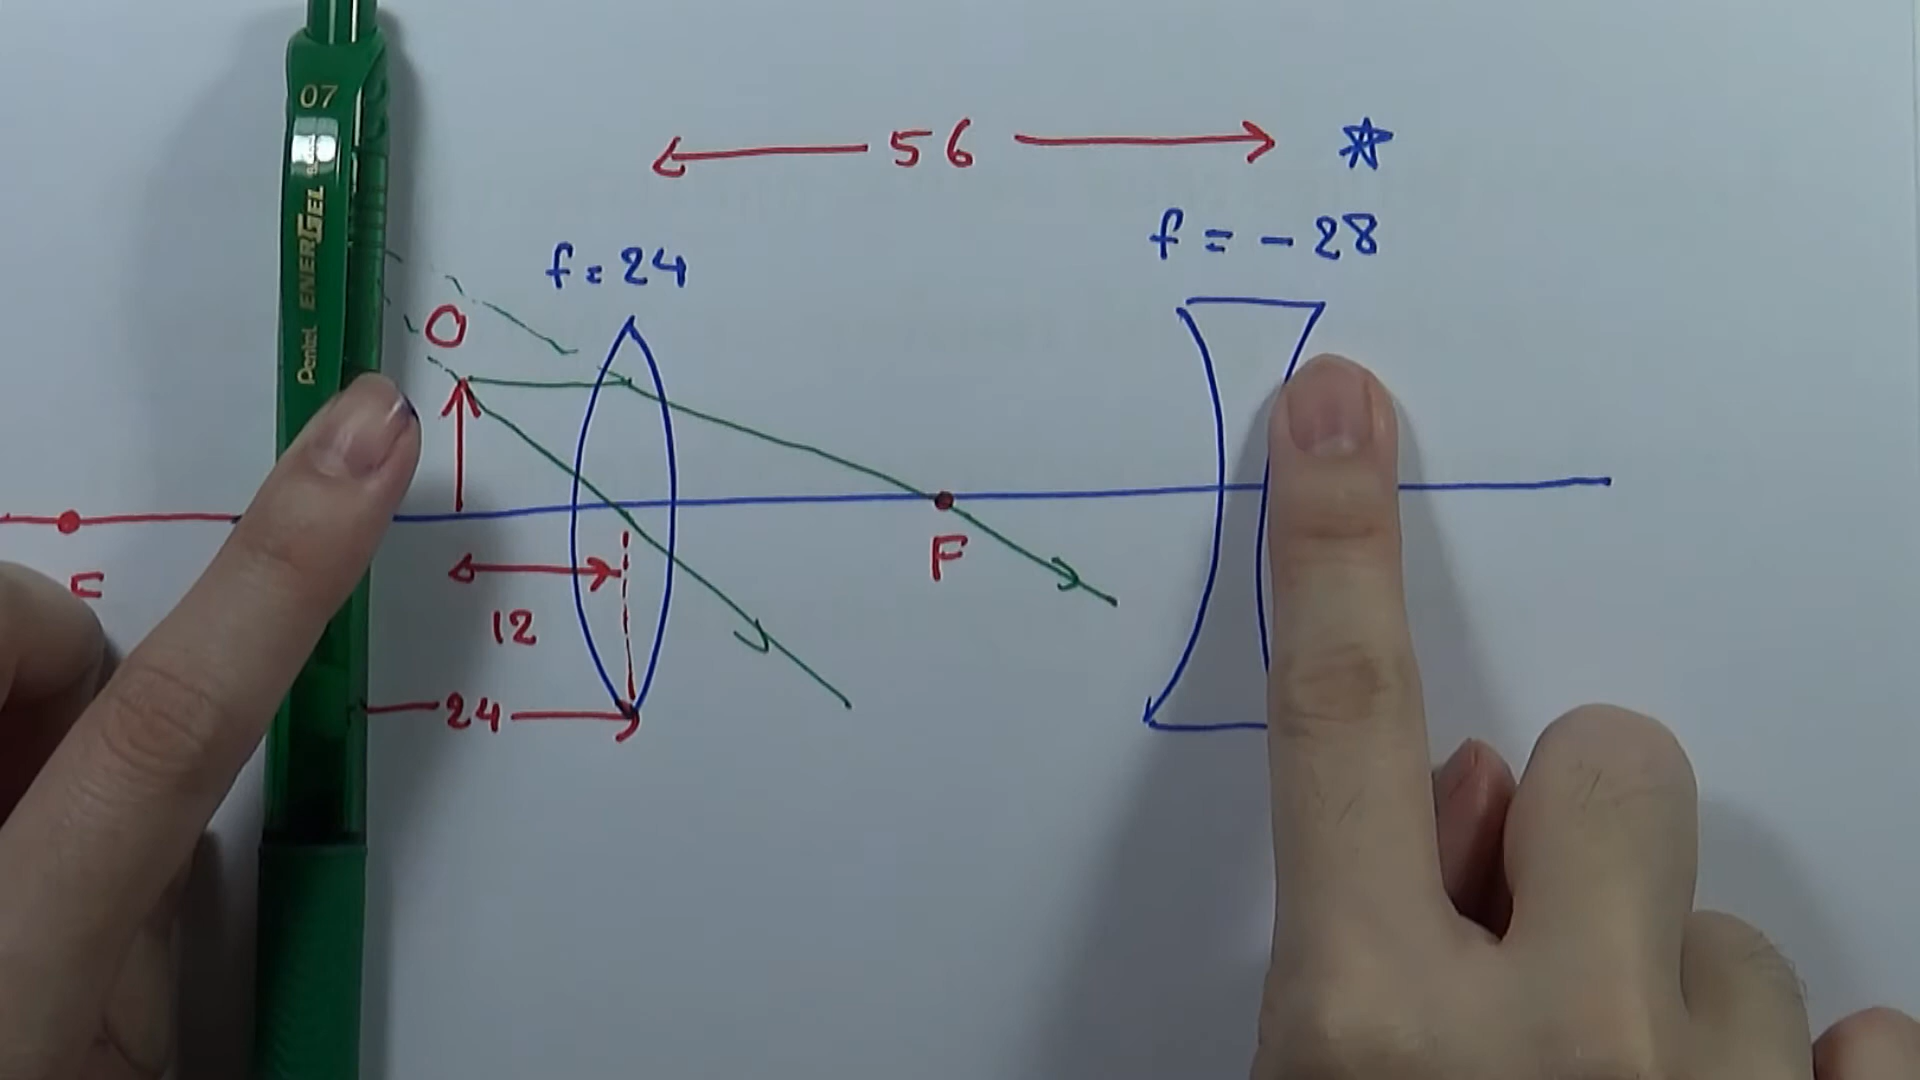 07
Pentel ENERGEL
56
f = 24
f = - 28
O
F
12
24